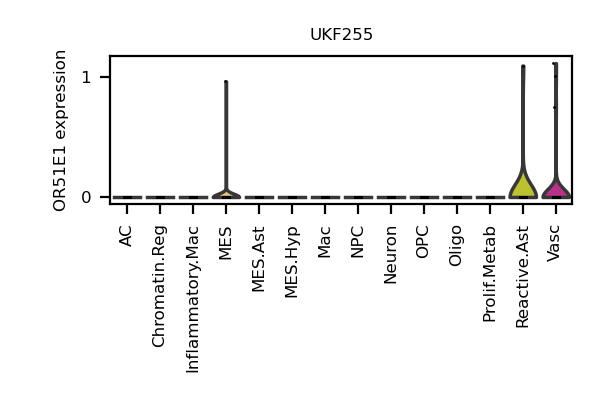 UKF255
OR51E1 expression
1
0
AC
Chromatin.Reg
Inflammatory.Mac
MES
MES.Ast
MES.Hyp
Mac
NPC
Neuron
OPC
Oligo
Prolif.Metab
Reactive.Ast
Vasc